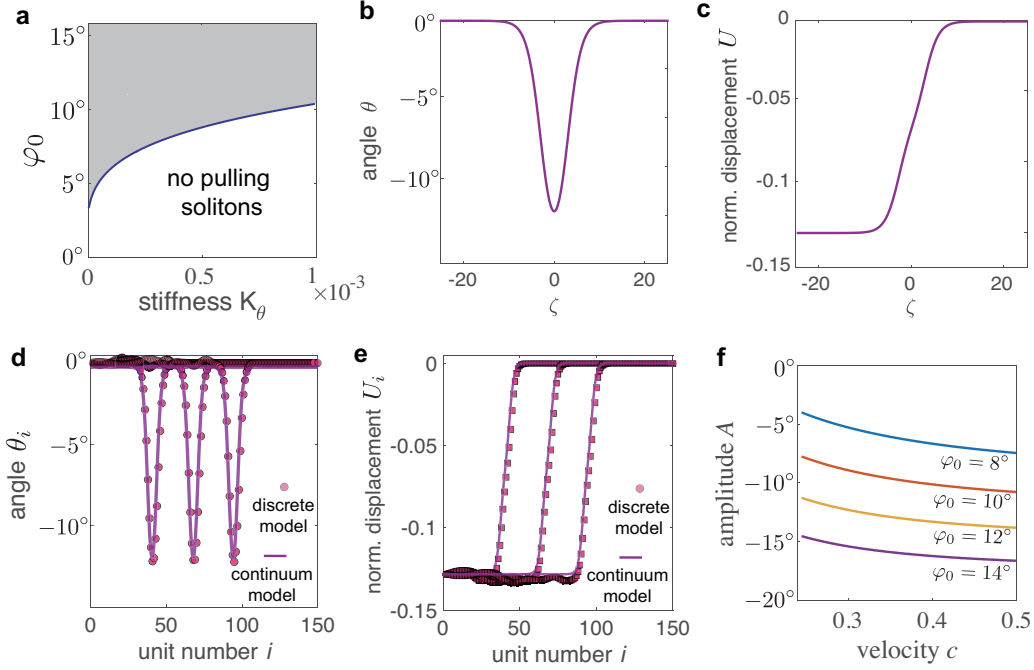 a
15°
10°
5°
0°
φ₀
no pulling
solitons
0
0.5
1
×10⁻³
stiffness K_θ
b
0°
−5°
−10°
angle θ
-20
0
20
ζ
c
0
-0.05
-0.1
-0.15
norm. displacement U
-20
0
20
ζ
d
0°
−5°
−10°
angle θ_i
discrete
model
continuum
model
0
50
100
150
unit number i
e
0
-0.05
-0.1
-0.15
norm. displacement U_i
discrete
model
continuum
model
0
50
100
150
unit number i
f
0°
−5°
−10°
−15°
−20°
amplitude A
φ₀ = 8°
φ₀ = 10°
φ₀ = 12°
φ₀ = 14°
0.3
0.4
0.5
velocity c